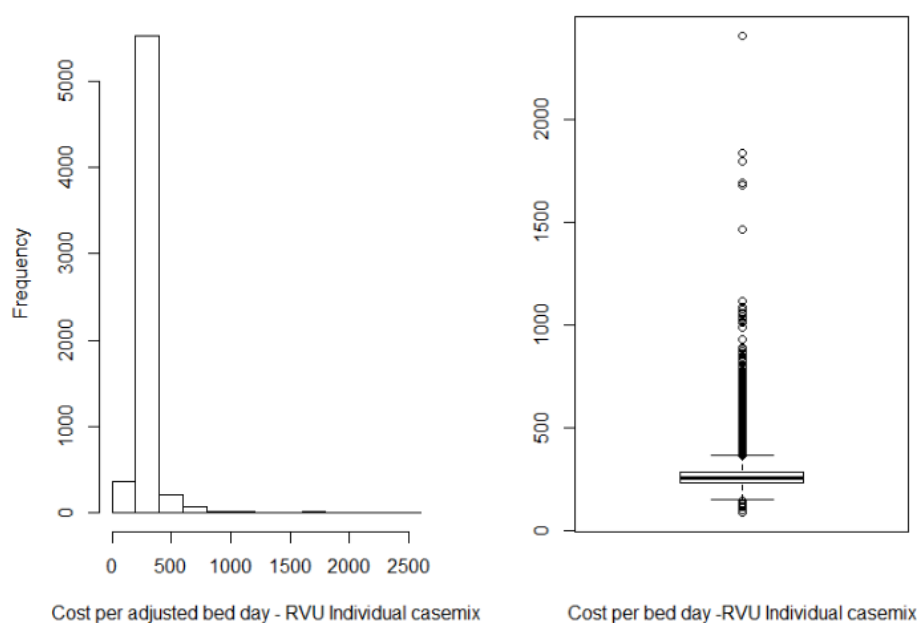 5000
4000
3000
2000
1000
0
Frequency
0 500 1000 1500 2000 2500
Cost per adjusted bed day - RVU Individual casemix
2000
1500
1000
500
0
Cost per bed day -RVU Individual casemix